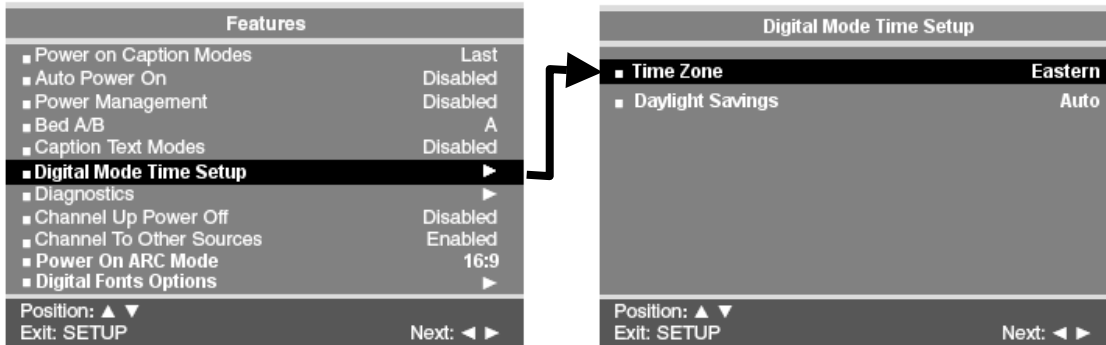 Features
■ Power on Caption Modes Last
■ Auto Power On Disabled
■ Power Management Disabled
■ Bed A/B A
■ Caption Text Modes Disabled
■ Digital Mode Time Setup ►
■ Diagnostics ►
■ Channel Up Power Off Disabled
■ Channel To Other Sources Enabled
■ Power On ARC Mode 16:9
■ Digital Fonts Options ►
Position: ▲ ▼
Exit: SETUP Next: ◄ ►
Digital Mode Time Setup
■ Time Zone Eastern
■ Daylight Savings Auto
Position: ▲ ▼
Exit: SETUP Next: ◄ ►